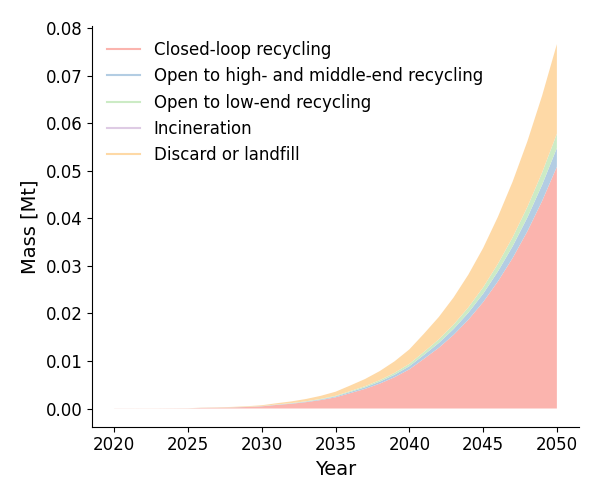 0.08
0.07
0.06
0.05
0.04
0.03
0.02
0.01
0.00
Mass [Mt]
Closed-loop recycling
Open to high- and middle-end recycling
Open to low-end recycling
Incineration
Discard or landfill
2020 2025 2030 2035 2040 2045 2050
Year